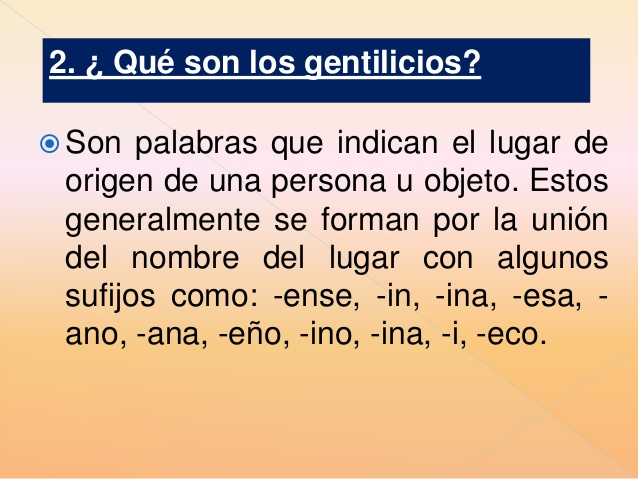 2. ¿ Qué son los gentilicios?
Son palabras que indican el lugar de
origen de una persona u objeto. Estos
generalmente se forman por la unión
del nombre del lugar con algunos
sufijos como: -ense, -in, -ina, -esa, -
ano, -ana, -eño, -ino, -ina, -i, -eco.